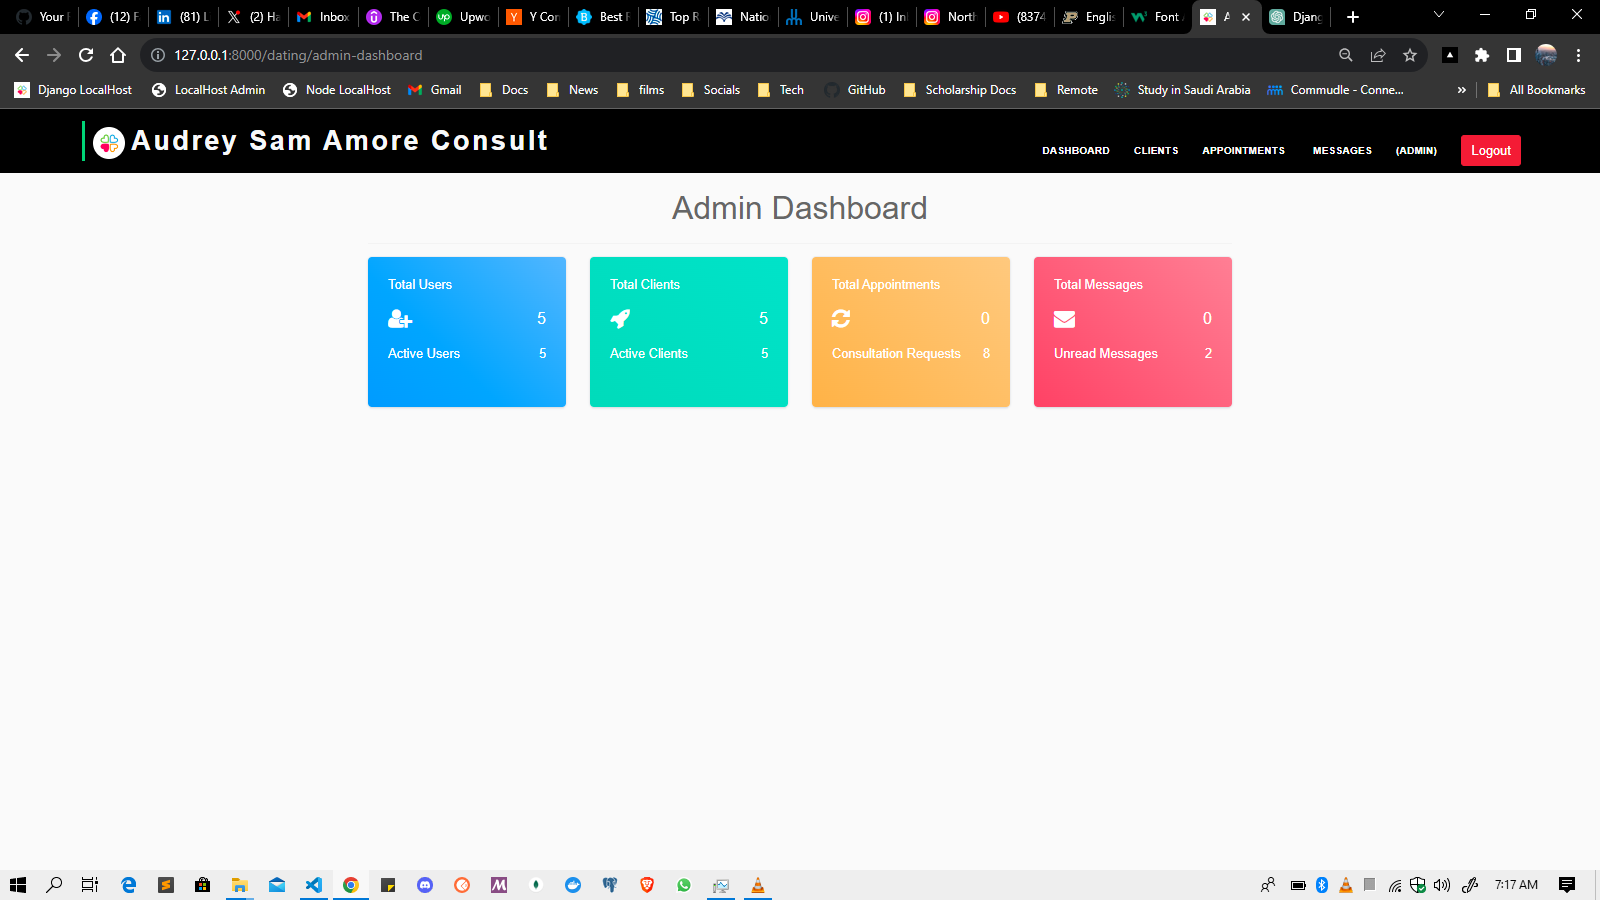 Your F (12) F (81) L (2) Ha Inbox The C Upwo Y Con Best F Top R Natio Unive (1) In North (8374 Englis Font A Djang
127.0.0.1:8000/dating/admin-dashboard
Django LocalHost LocalHost Admin Node LocalHost Gmail Docs News films Socials Tech GitHub Scholarship Docs Remote Study in Saudi Arabia Commudle - Conne... » All Bookmarks
Audrey Sam Amore Consult
DASHBOARD CLIENTS APPOINTMENTS MESSAGES (ADMIN) Logout
Admin Dashboard
Total Users
5
Active Users 5
Total Clients
5
Active Clients 5
Total Appointments
0
Consultation Requests 8
Total Messages
0
Unread Messages 2
7:17 AM